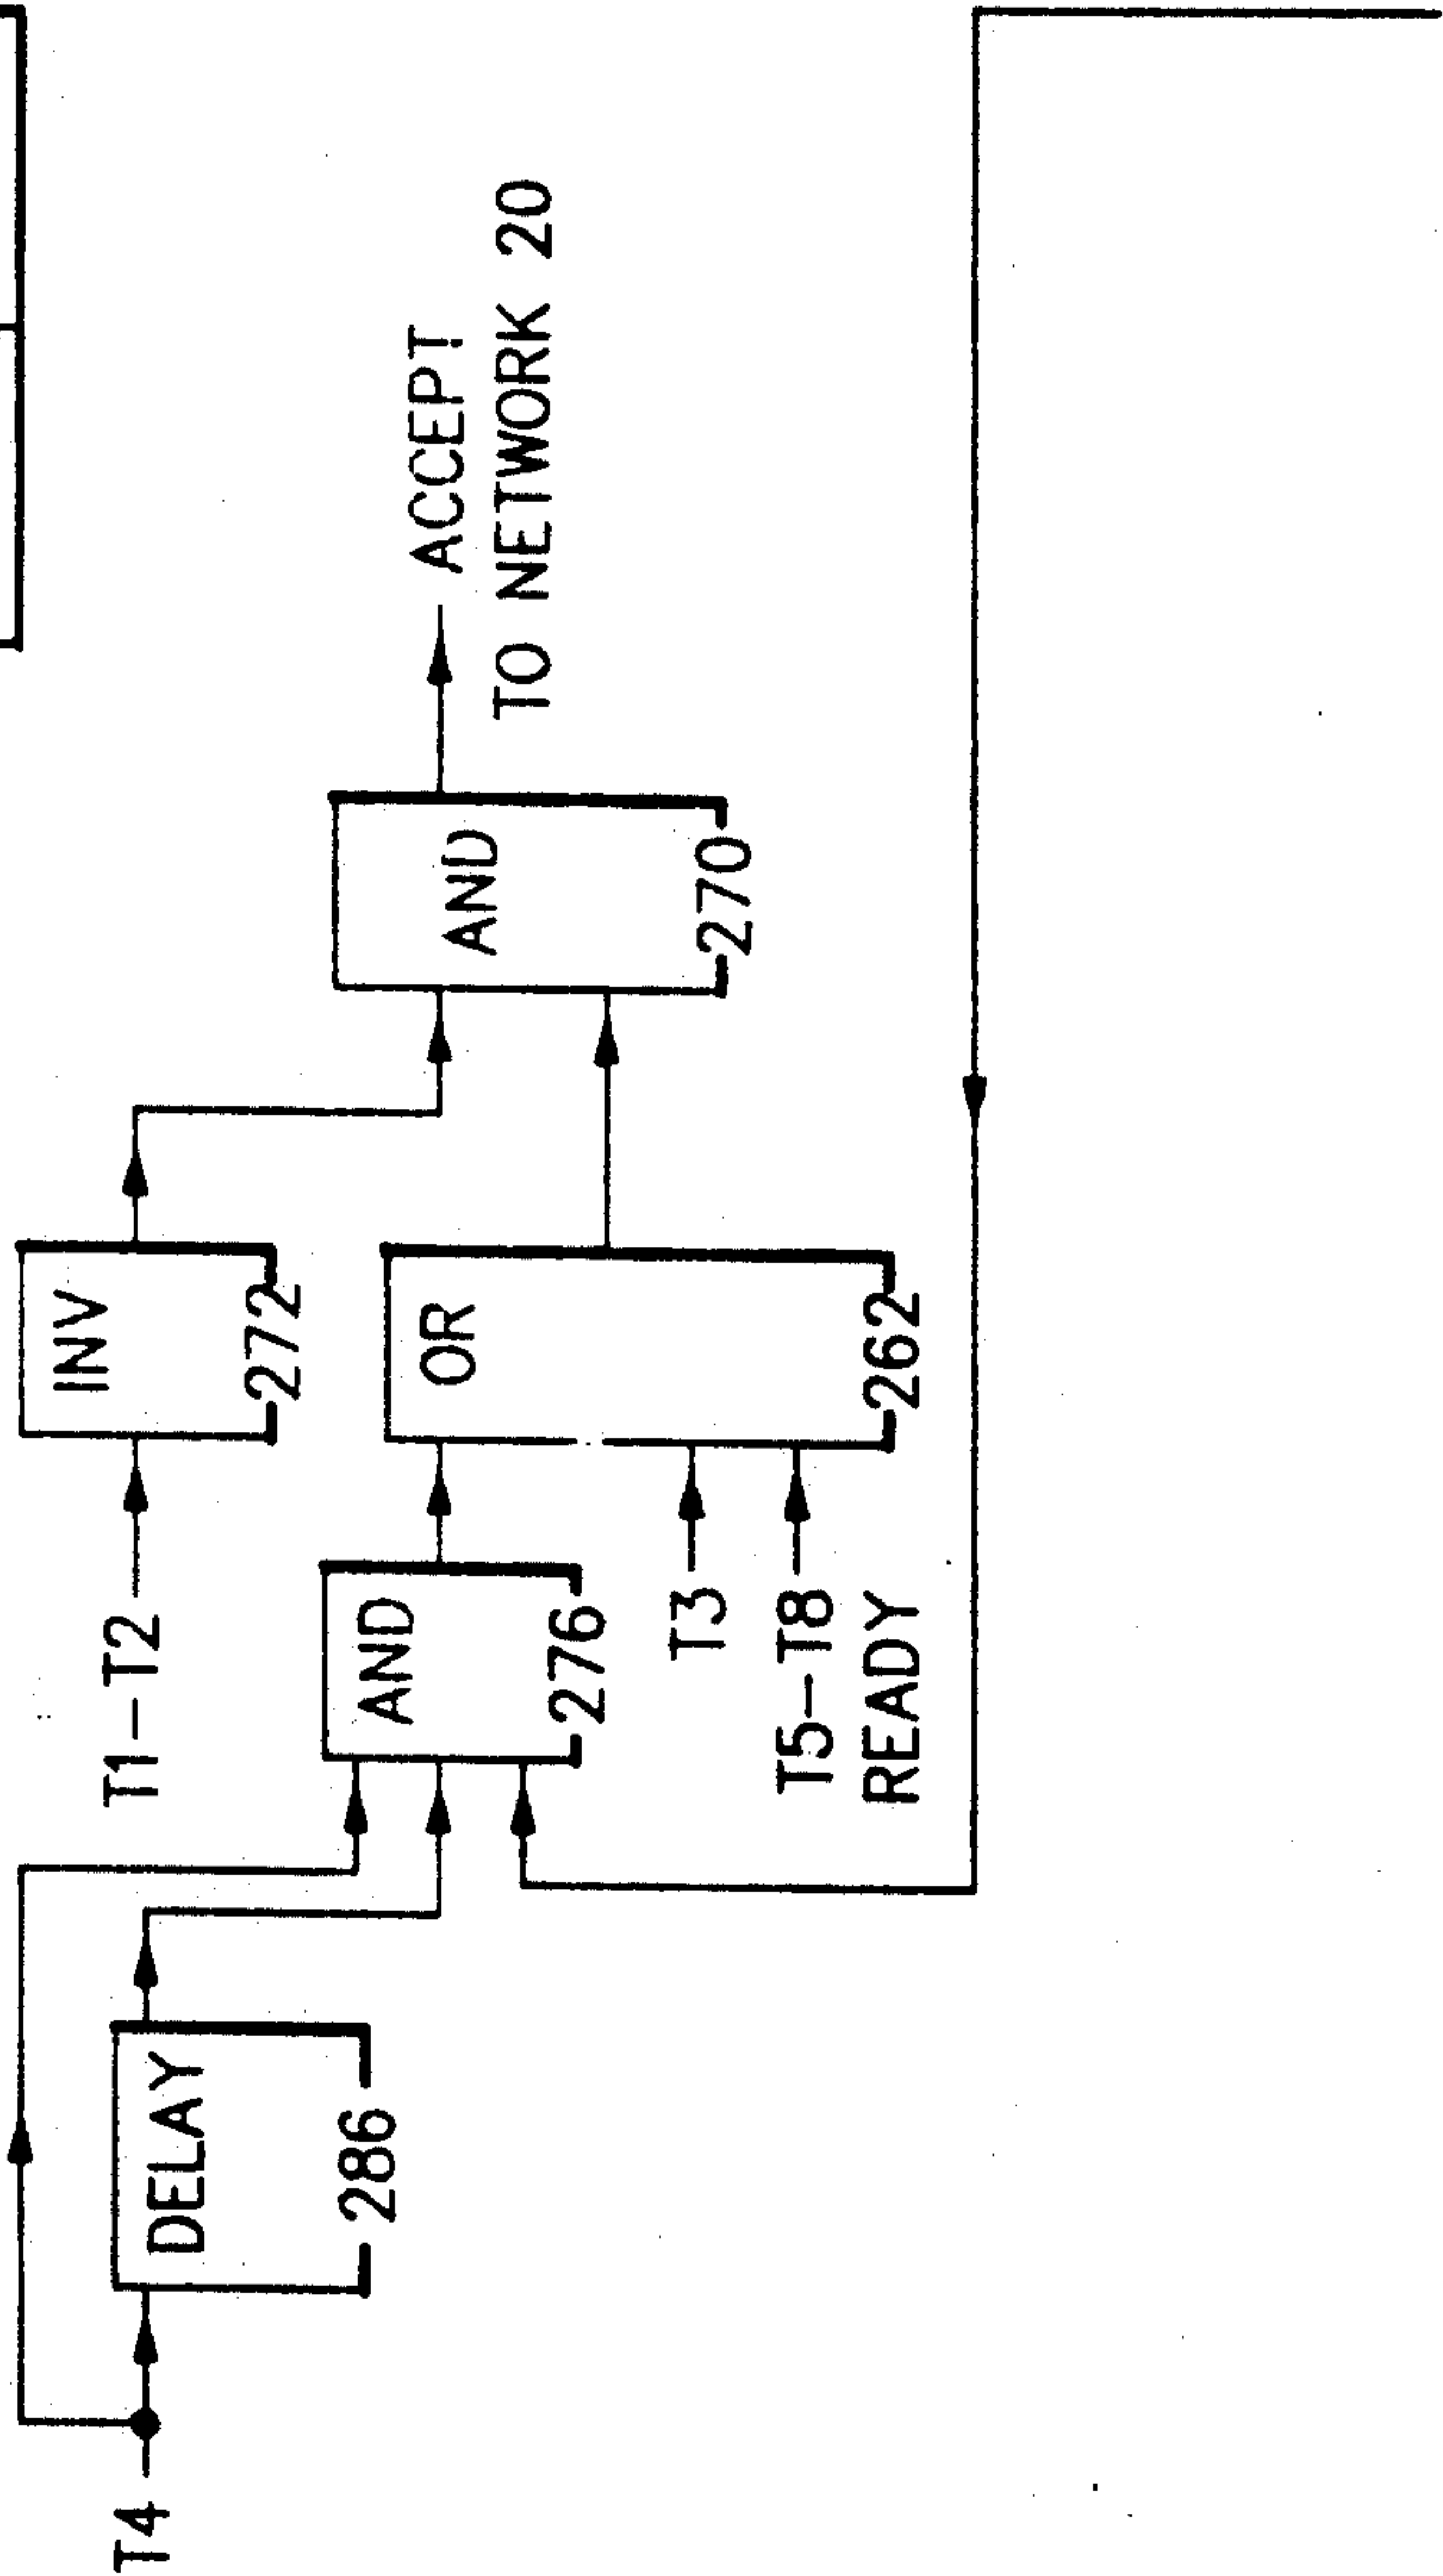 T4
DELAY
286
T1-T2
INV
272
AND
276
T3
T5-T8
READY
OR
262
AND
270
ACCEPT
TO NETWORK 20